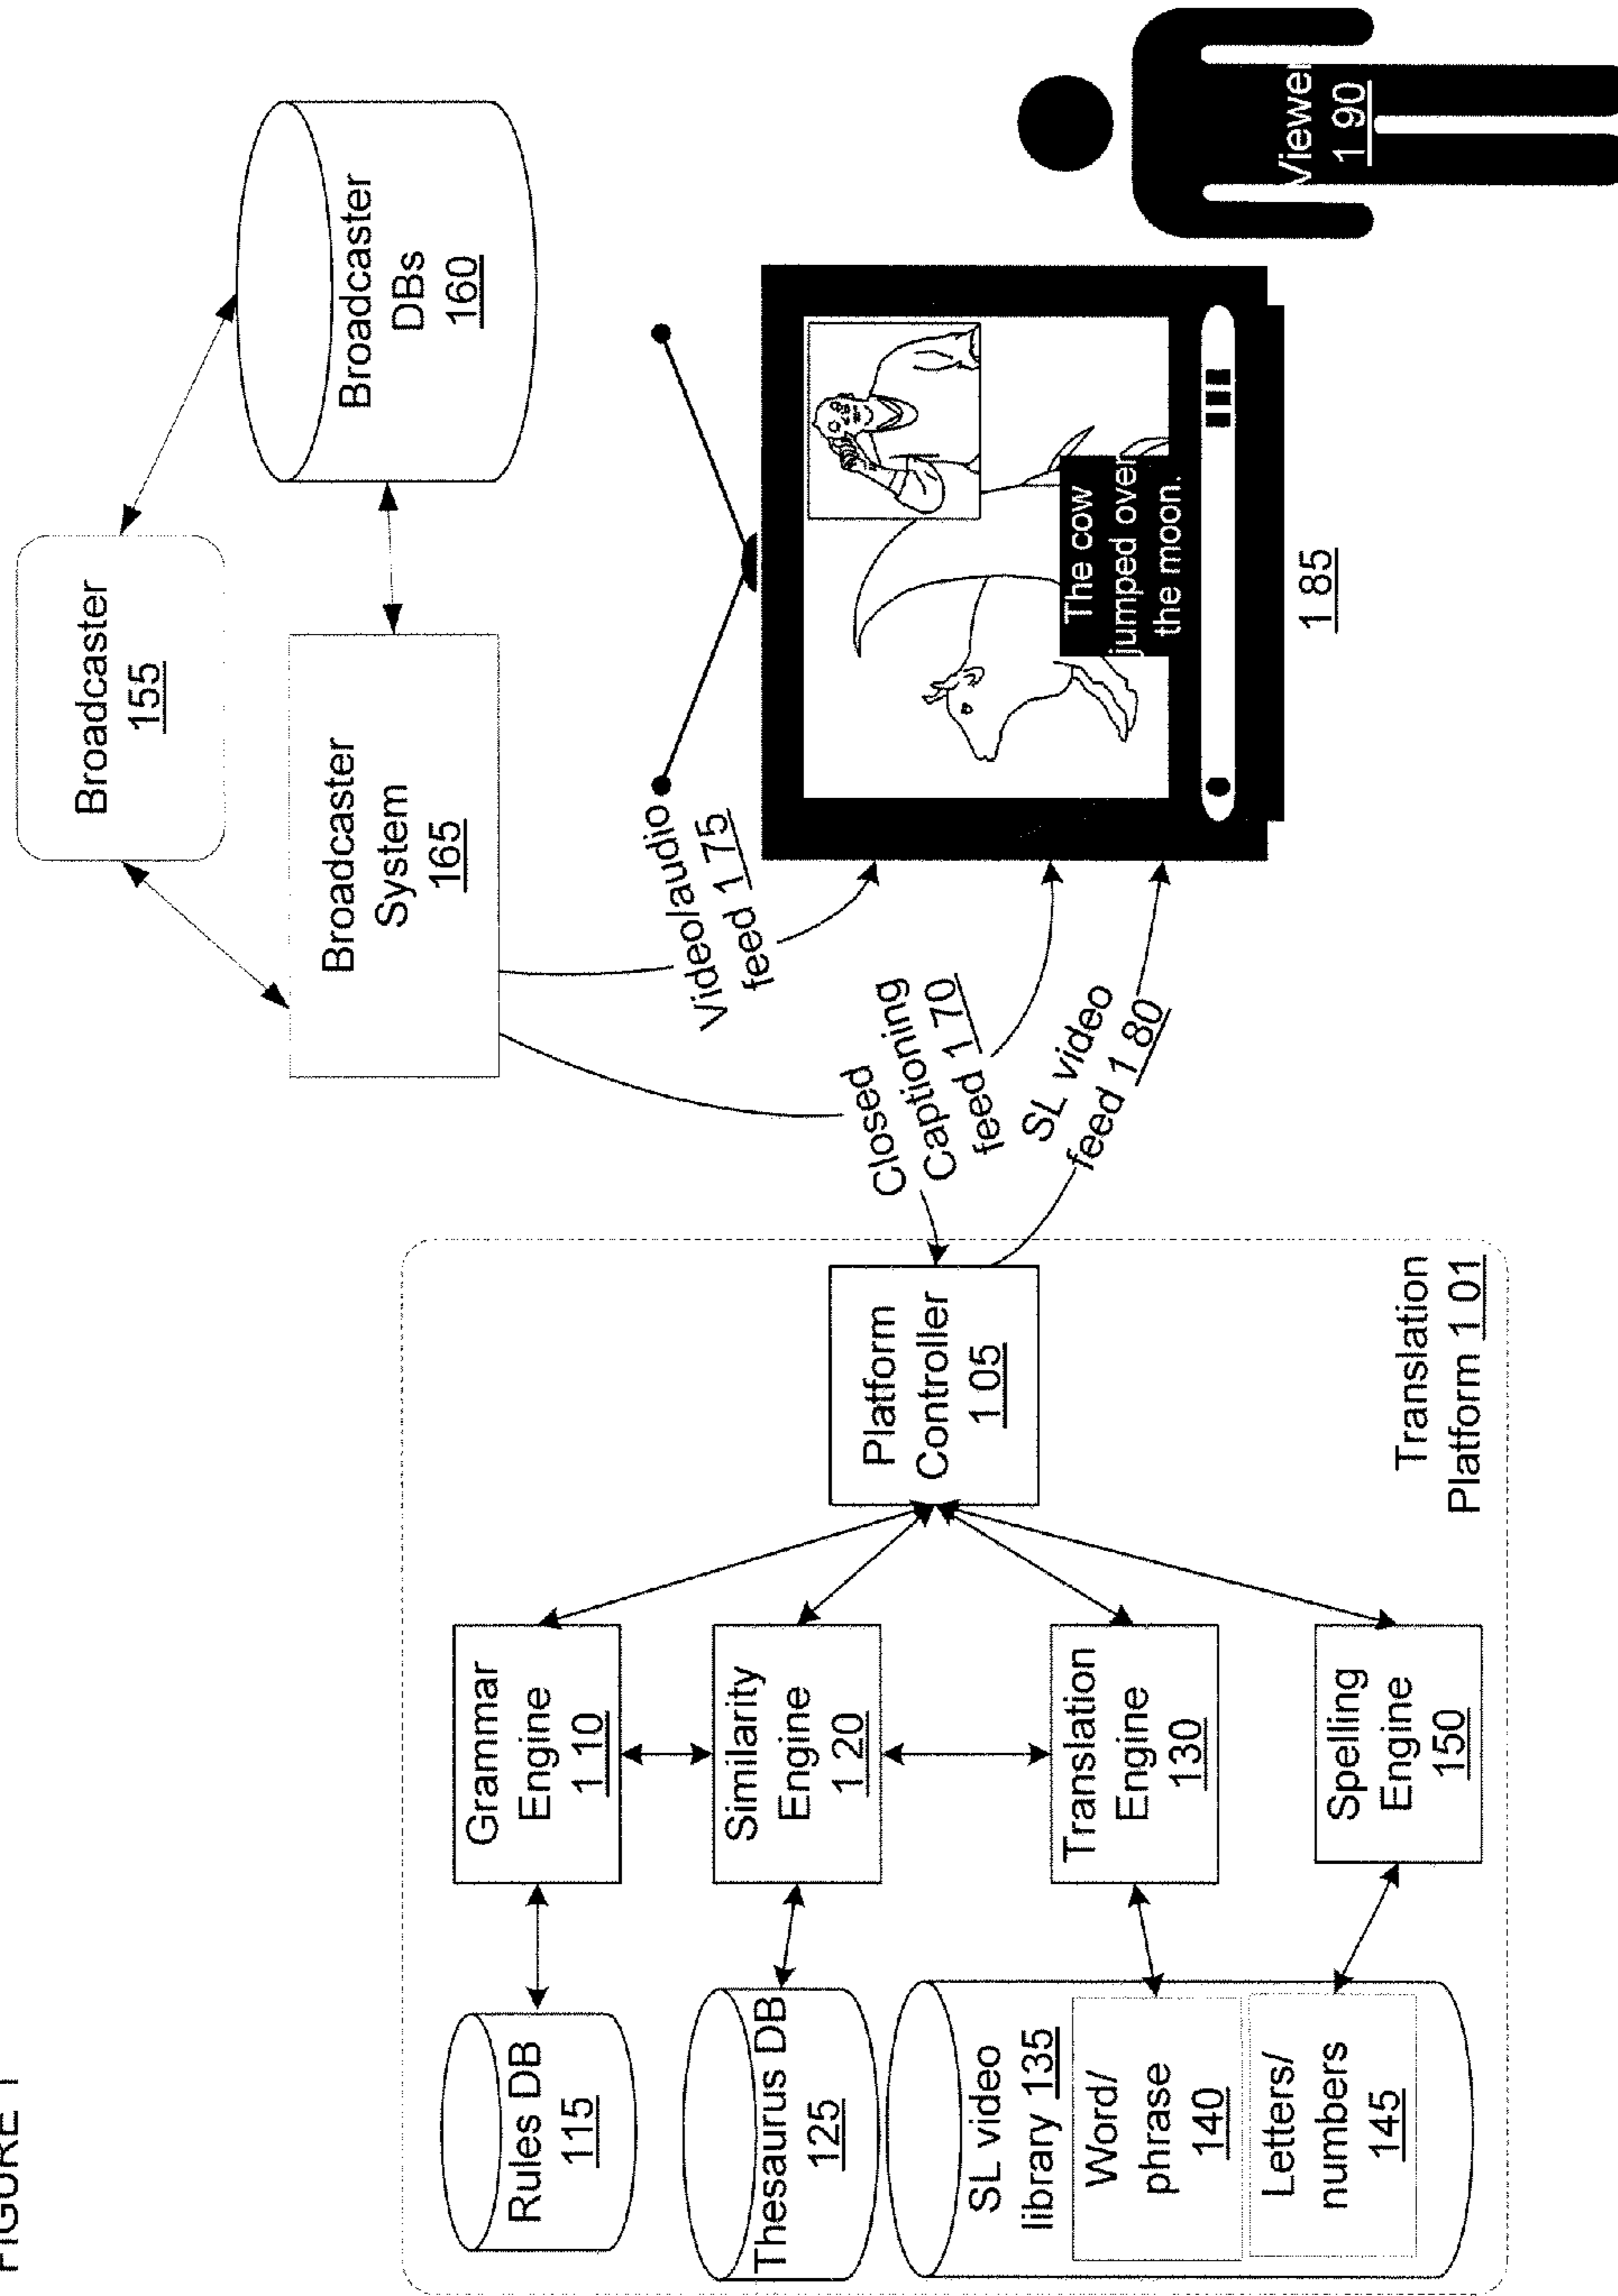 FIGURE 1
Broadcaster
155
Broadcaster
DBs
160
Broadcaster
System
165
Video/audio
feed 175
Closed
Captioning
feed 170
SL video
feed 180
The cow
jumped over
the moon.
185
Viewer
190
Rules DB
115
Grammar
Engine
110
Thesaurus DB
125
Similarity
Engine
120
Platform
Controller
105
SL video
library 135
Word/
phrase
140
Letters/
numbers
145
Translation
Engine
130
Spelling
Engine
150
Translation
Platform 101